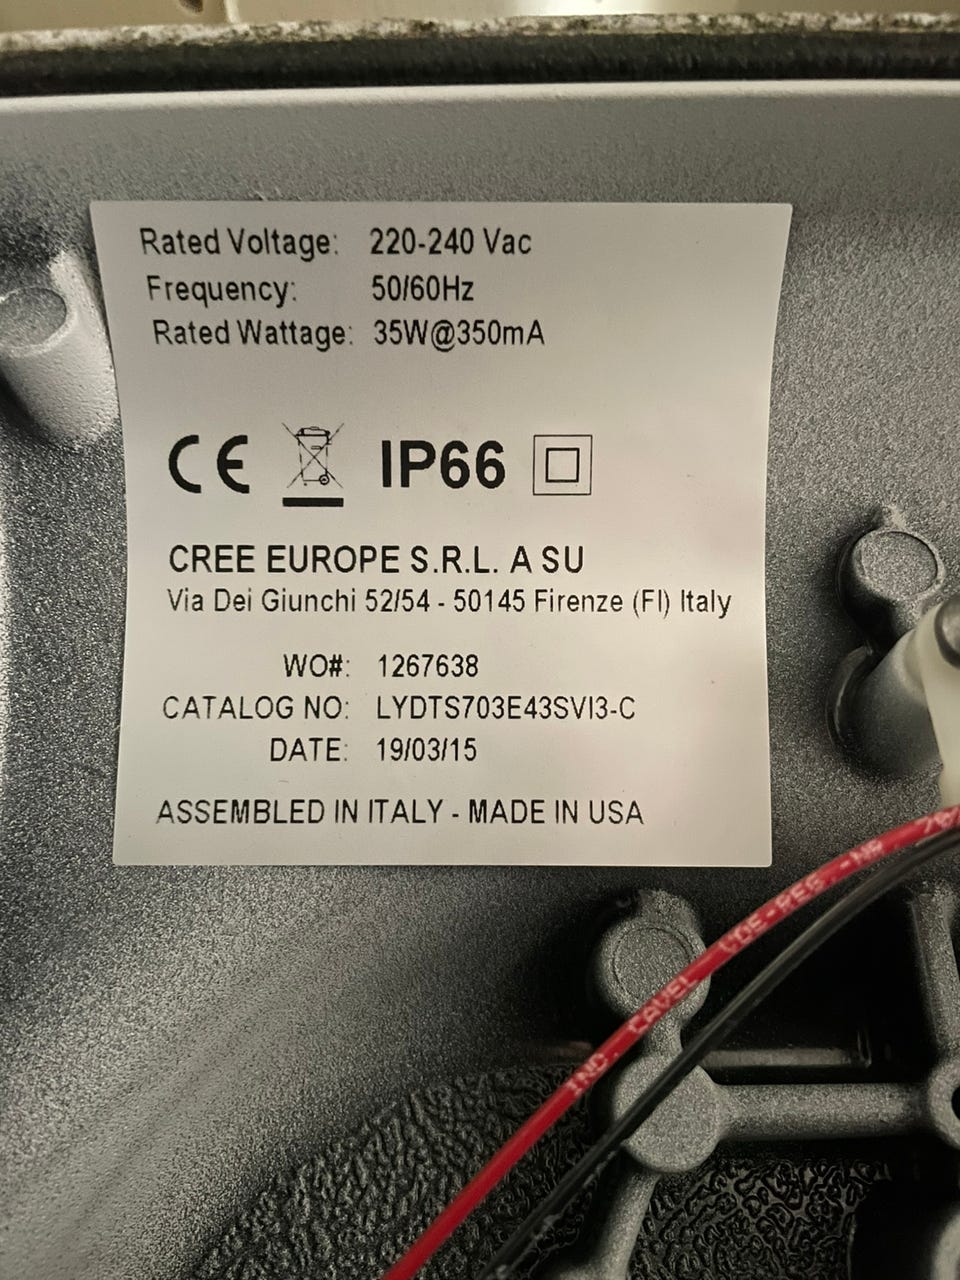 Rated Voltage: 220-240 Vac
Frequency: 50/60Hz
Rated Wattage: 35W@350mA
CE IP66
CREE EUROPE S.R.L. A SU
Via Dei Giunchi 52/54 - 50145 Firenze (FI) Italy
WO#: 1267638
CATALOG NO: LYDTS703E43SVI3-C
DATE: 19/03/15
ASSEMBLED IN ITALY - MADE IN USA
IND. CAVEL